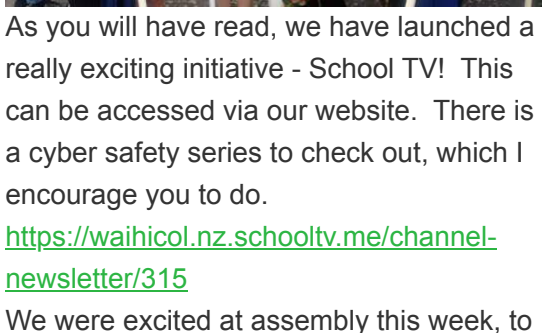 As you will have read, we have launched a
really exciting initiative - School TV!  This
can be accessed via our website.  There is
a cyber safety series to check out, which I
encourage you to do.
https://waihicol.nz.schooltv.me/channel-
newsletter/315
We were excited at assembly this week, to